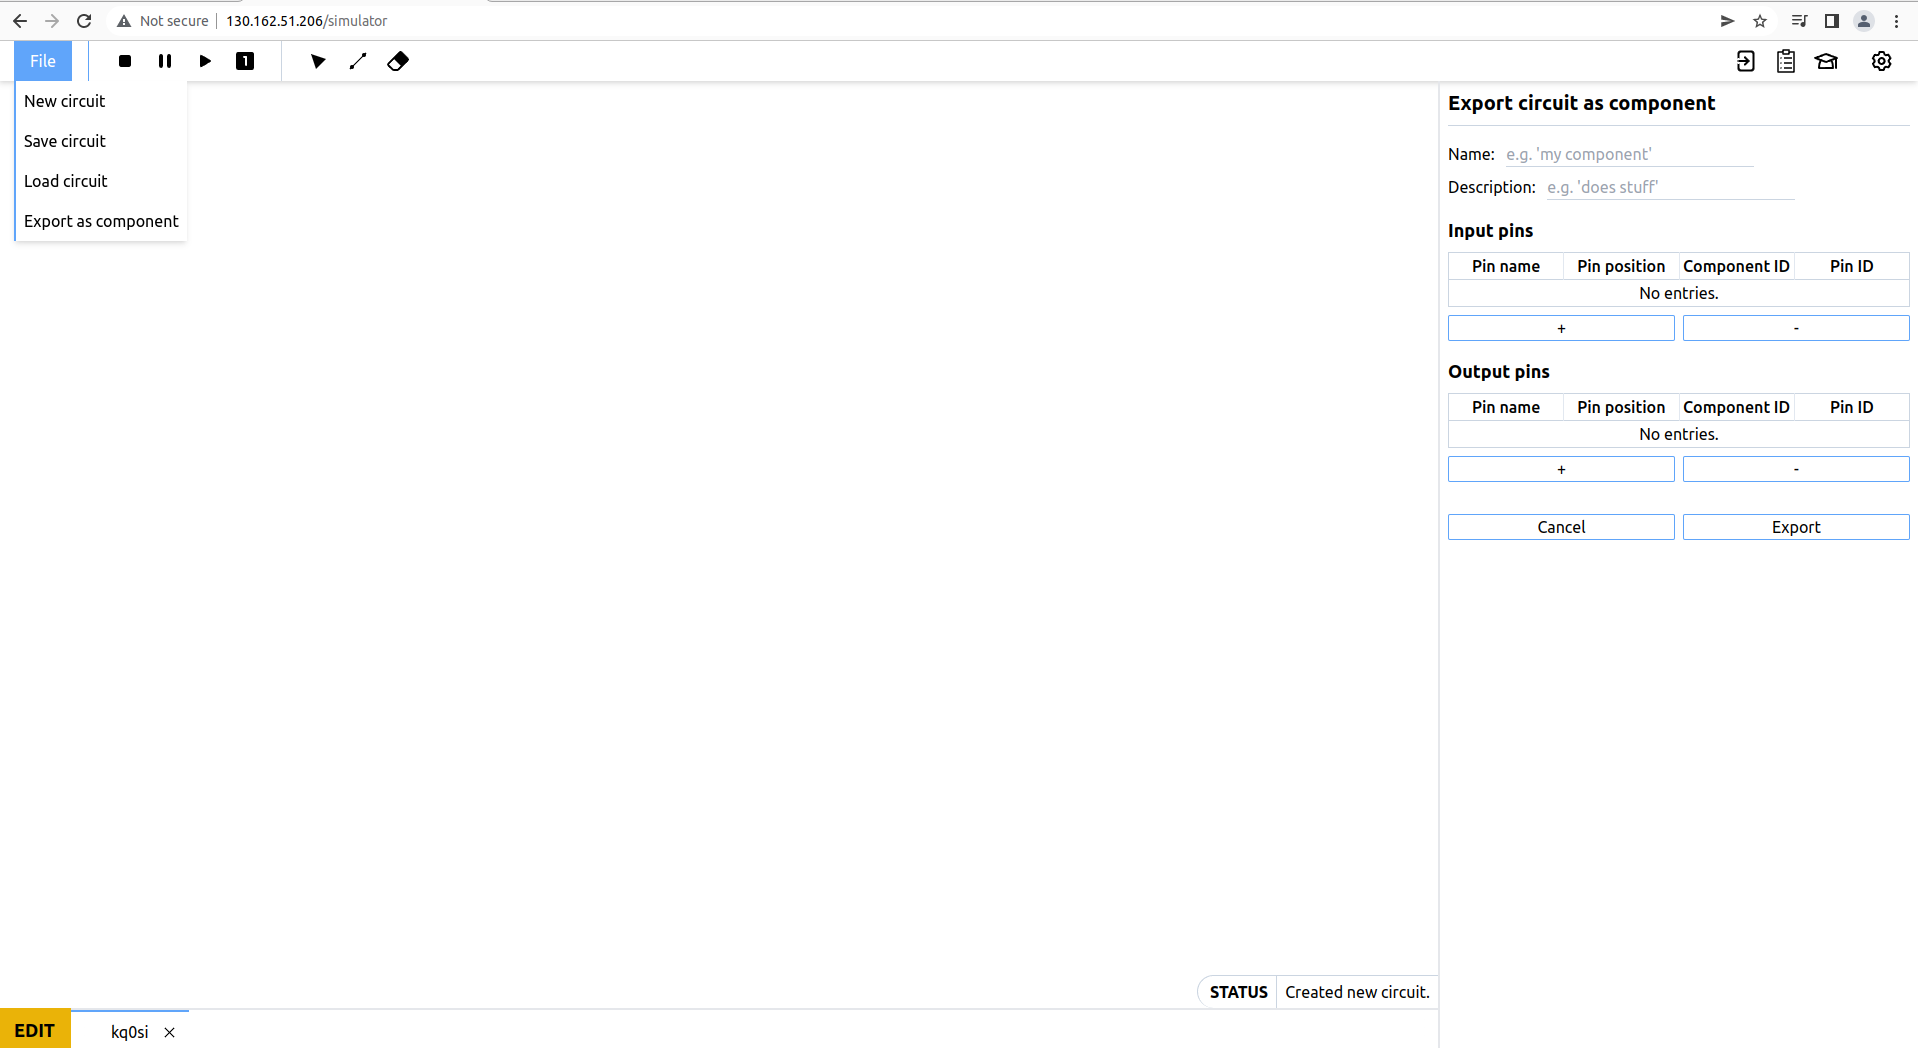 Not secure 130.162.51.206/simulator
File 1
New circuit
Save circuit
Load circuit
Export as component
Export circuit as component
Name: e.g. 'my component'
Description: e.g. 'does stuff'
Input pins
Pin name Pin position Component ID Pin ID
No entries.
+ -
Output pins
Pin name Pin position Component ID Pin ID
No entries.
+ -
Cancel Export
STATUS Created new circuit.
EDIT kq0si